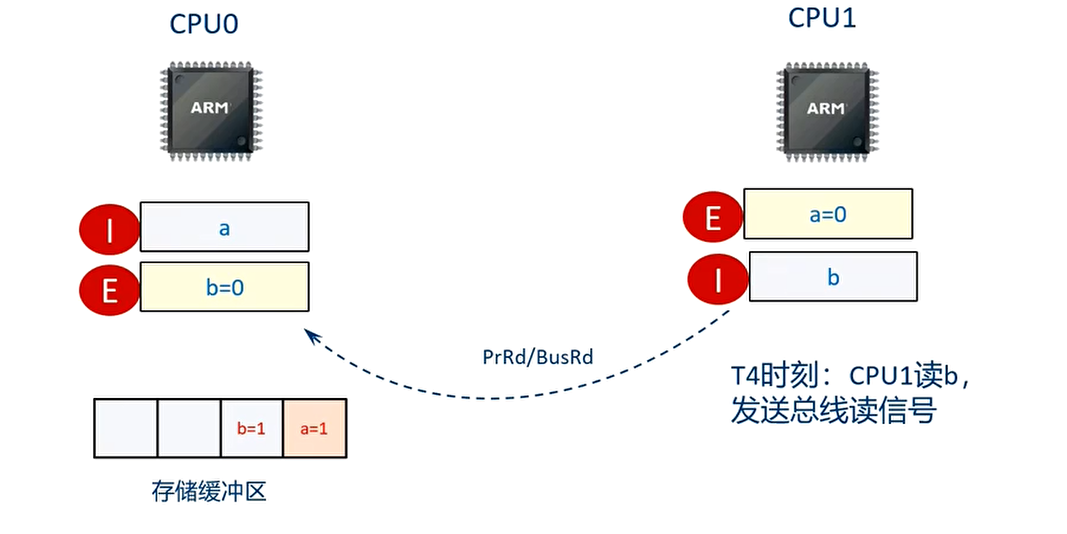 CPU0
CPU1
ARM
ARM
I
a
E
b=0
E
a=0
I
b
PrRd/BusRd
T4时刻：CPU1读b，
发送总线读信号
b=1
a=1
存储缓冲区